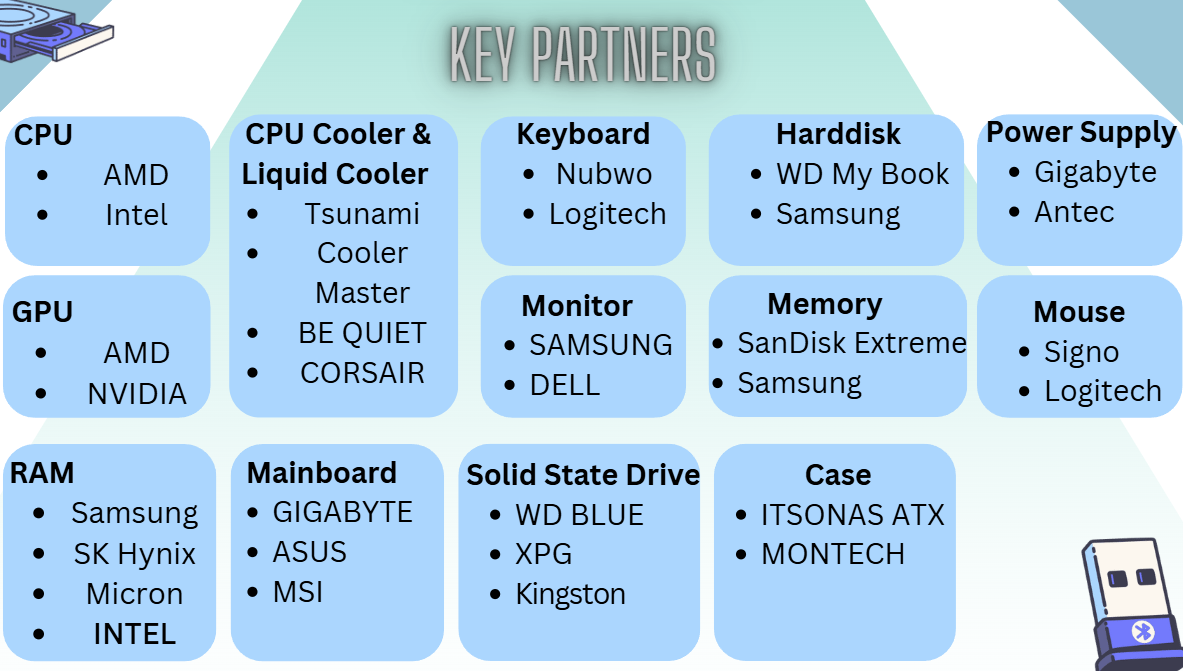 KEY PARTNERS
CPU
• AMD
• Intel
CPU Cooler &
Liquid Cooler
• Tsunami
• Cooler
Master
• BE QUIET
• CORSAIR
Keyboard
• Nubwo
• Logitech
Harddisk
• WD My Book
• Samsung
Power Supply
• Gigabyte
• Antec
GPU
• AMD
• NVIDIA
Monitor
• SAMSUNG
• DELL
Memory
• SanDisk Extreme
• Samsung
Mouse
• Signo
• Logitech
RAM
• Samsung
• SK Hynix
• Micron
• INTEL
Mainboard
• GIGABYTE
• ASUS
• MSI
Solid State Drive
• WD BLUE
• XPG
• Kingston
Case
• ITSONAS ATX
• MONTECH